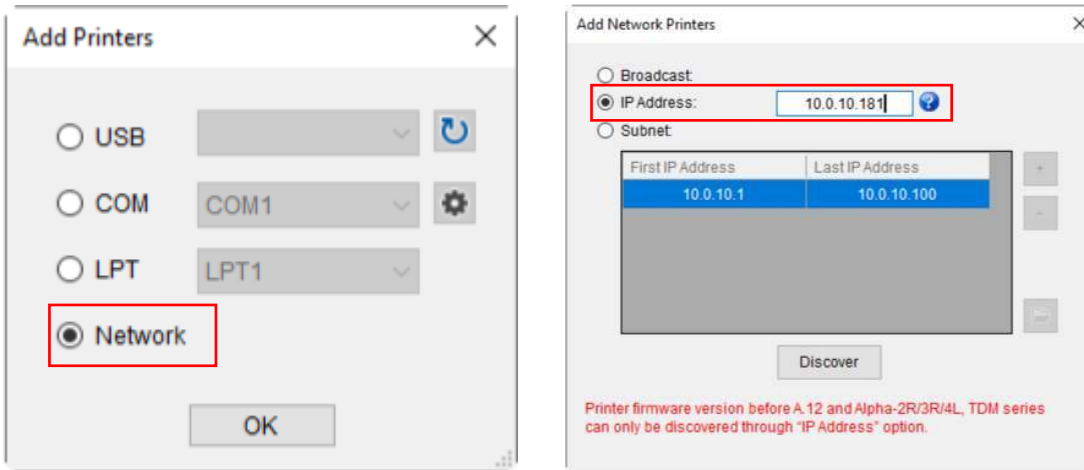 Add Printers
USB
COM COM1
LPT LPT1
Network
OK
Add Network Printers
Broadcast:
IP Address: 10.0.10.181
Subnet:
First IP Address Last IP Address
10.0.10.1 10.0.10.100
+
-
Discover
Printer firmware version before A.12 and Alpha-2R/3R/4L, TDM series
can only be discovered through "IP Address" option.